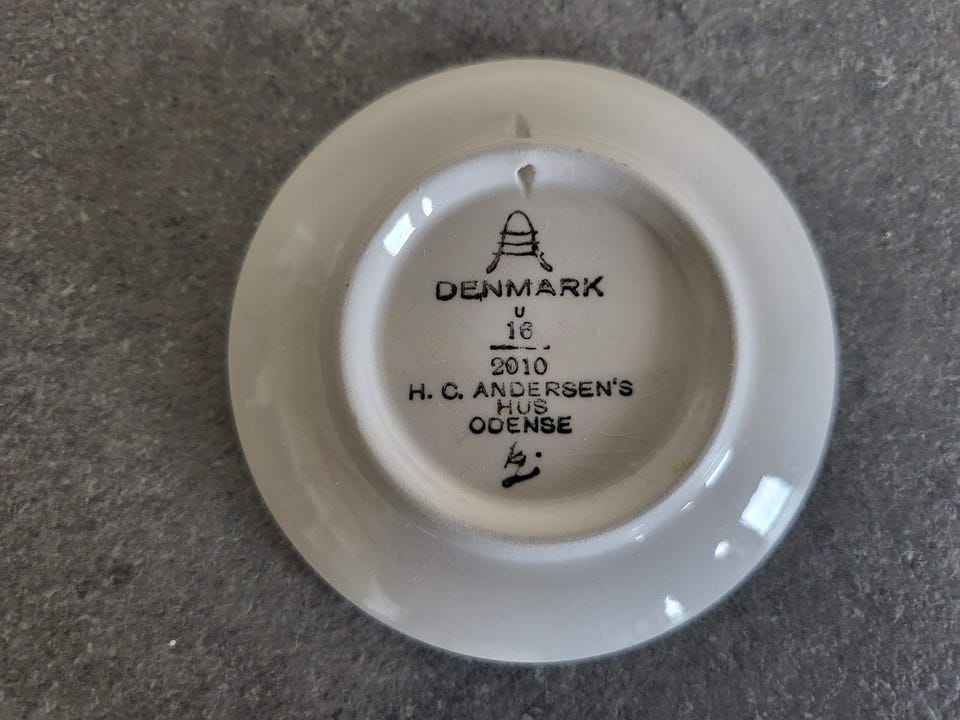 DENMARK
U
16
2010
H. C. ANDERSEN'S
HUS
ODENSE